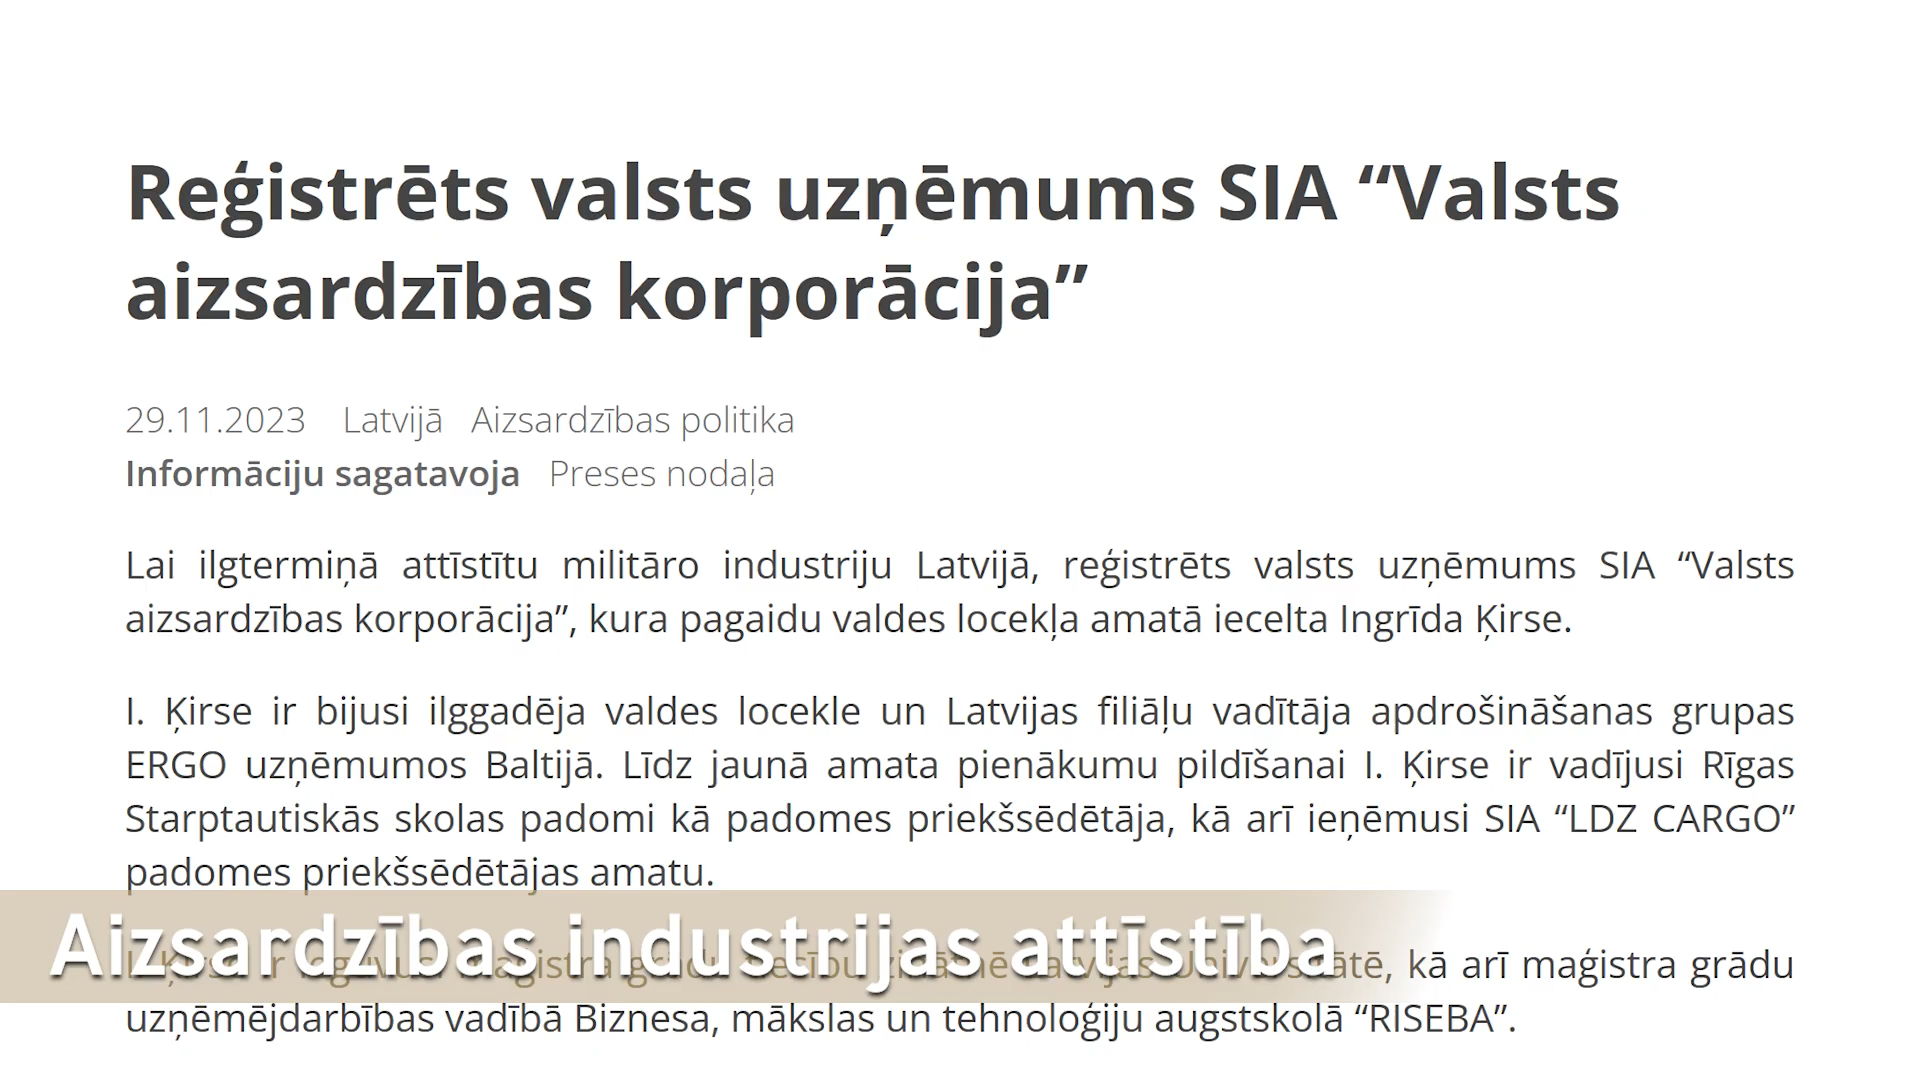 Reģistrēts valsts uzņēmums SIA “Valsts
aizsardzības korporācija”
29.11.2023 Latvijā Aizsardzības politika
Informāciju sagatavoja Preses nodaļa
Lai ilgtermiņā attīstītu militāro industriju Latvijā, reģistrēts valsts uzņēmums SIA “Valsts
aizsardzības korporācija”, kura pagaidu valdes locekļa amatā iecelta Ingrīda Ķirse.
I. Ķirse ir bijusi ilggadēja valdes locekle un Latvijas filiāļu vadītāja apdrošināšanas grupas
ERGO uzņēmumos Baltijā. Līdz jaunā amata pienākumu pildīšanai I. Ķirse ir vadījusi Rīgas
Starptautiskās skolas padomi kā padomes priekšsēdētāja, kā arī ieņēmusi SIA “LDZ CARGO”
padomes priekšsēdētājas amatu.
Aizsardzības industrijas attīstība
kā arī maģistra grādu
uzņēmējdarbības vadībā Biznesa, mākslas un tehnoloģiju augstskolā “RISEBA”.